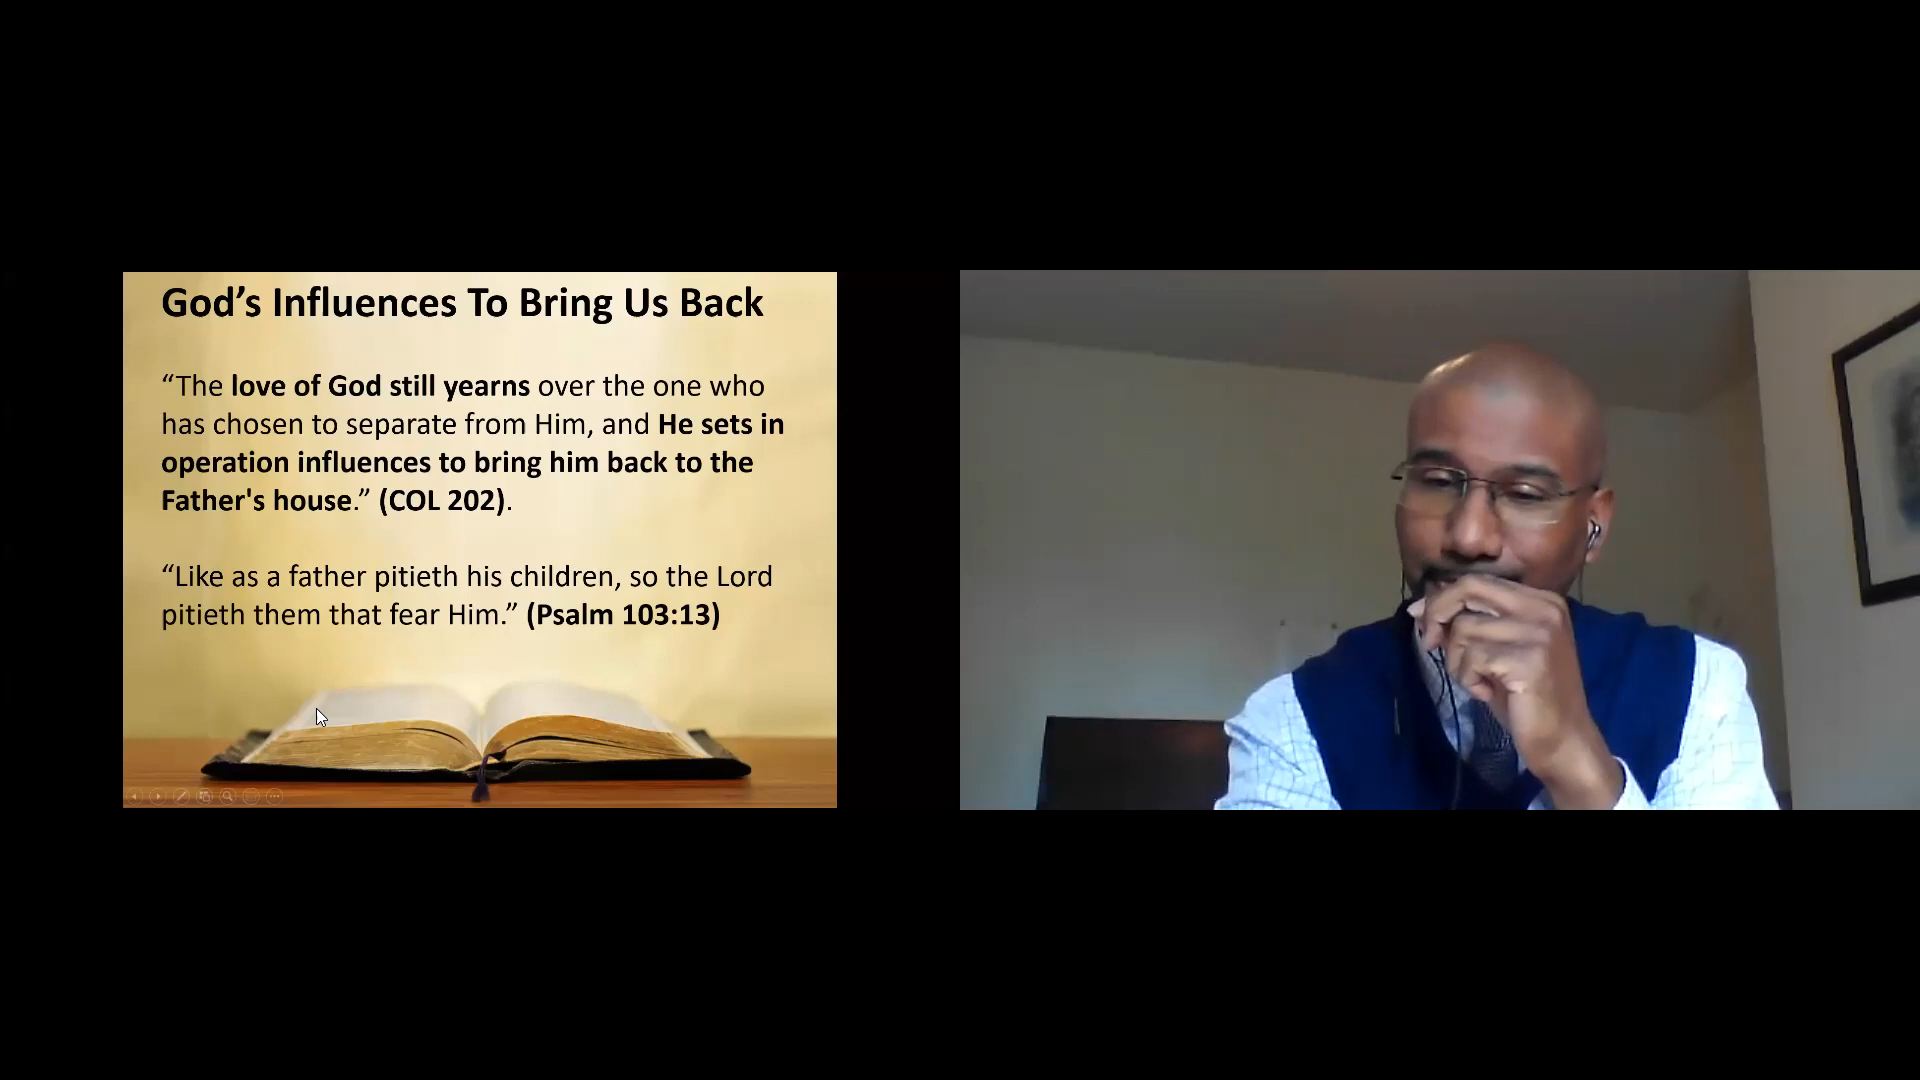 God’s Influences To Bring Us Back
“The love of God still yearns over the one who
has chosen to separate from Him, and He sets in
operation influences to bring him back to the
Father's house.” (COL 202).
“Like as a father pitieth his children, so the Lord
pitieth them that fear Him.” (Psalm 103:13)